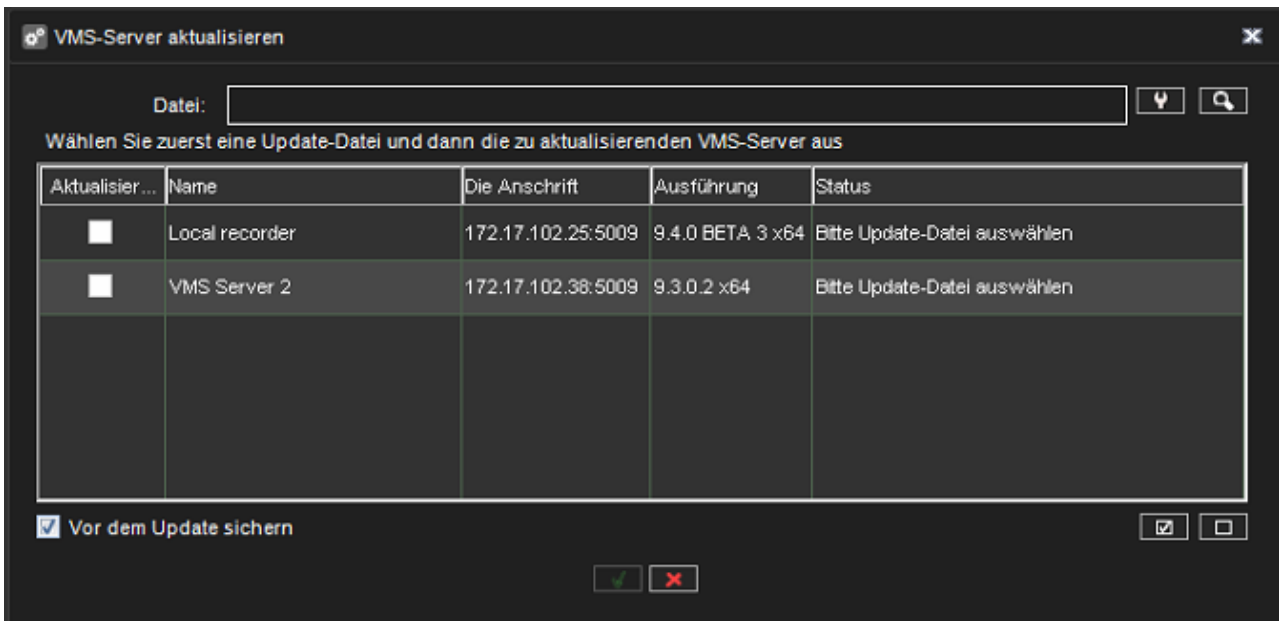 VMS-Server aktualisieren
Datei:
Wählen Sie zuerst eine Update-Datei und dann die zu aktualisierenden VMS-Server aus
Aktualisier... Name Die Anschrift Ausführung Status
Local recorder 172.17.102.25:5009 9.4.0 BETA 3 x64 Bitte Update-Datei auswählen
VMS Server 2 172.17.102.38:5009 9.3.0.2 x64 Bitte Update-Datei auswählen
Vor dem Update sichern